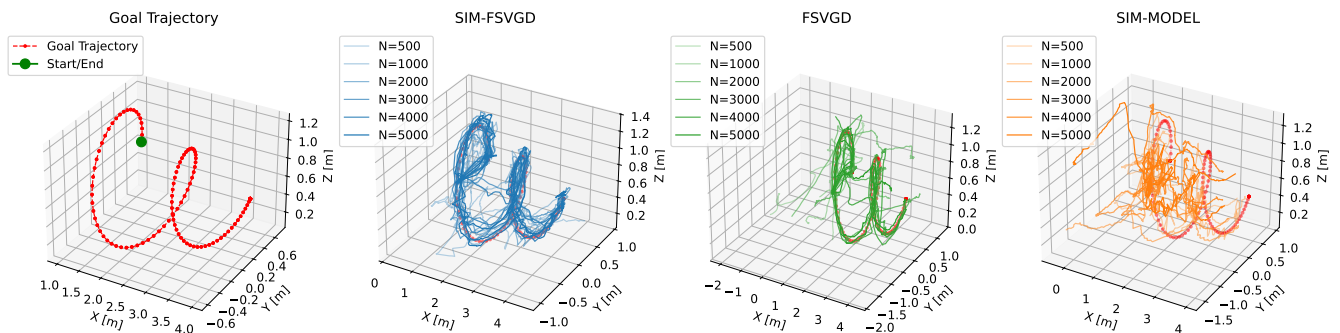 Goal Trajectory
Goal Trajectory
Start/End
1.0 1.5 2.0 2.5 3.0 3.5 4.0
X [m]
−0.6 −0.4 −0.2 0.0 0.2 0.4 0.6
Y [m]
0.2 0.4 0.6 0.8 1.0 1.2
Z [m]
SIM-FSVGD
N=500
N=1000
N=2000
N=3000
N=4000
N=5000
0 1 2 3 4
X [m]
−1.0 −0.5 0.0 0.5 1.0
Y [m]
0.2 0.4 0.6 0.8 1.0 1.2 1.4
Z [m]
FSVGD
N=500
N=1000
N=2000
N=3000
N=4000
N=5000
−2 −1 0 1 2 3 4
X [m]
−2.0 −1.5 −1.0 −0.5 0.0 0.5 1.0
Y [m]
0.0 0.2 0.4 0.6 0.8 1.0 1.2
Z [m]
SIM-MODEL
N=500
N=1000
N=2000
N=3000
N=4000
N=5000
0 1 2 3 4
X [m]
−1.5 −1.0 −0.5 0.0 0.5 1.0
Y [m]
0.2 0.4 0.6 0.8 1.0 1.2
Z [m]